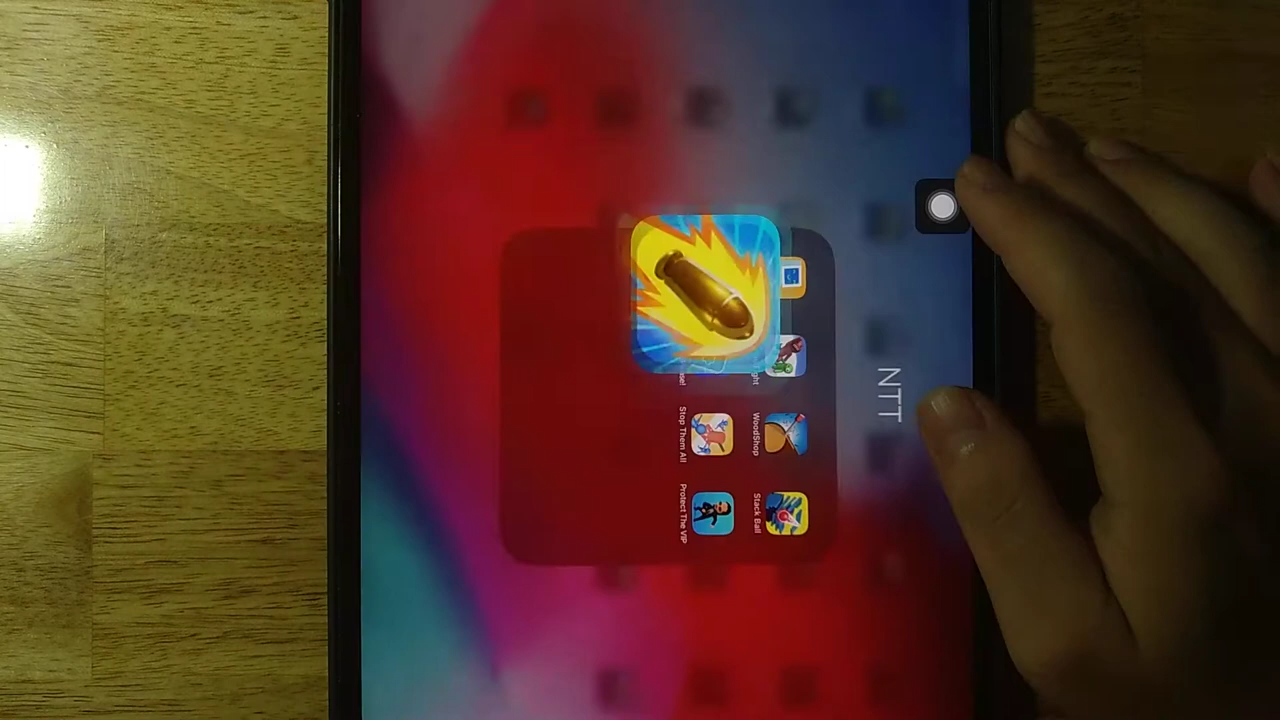 NTT
WoodShop
Stack Ball
Stop Them All
Protect The VIP